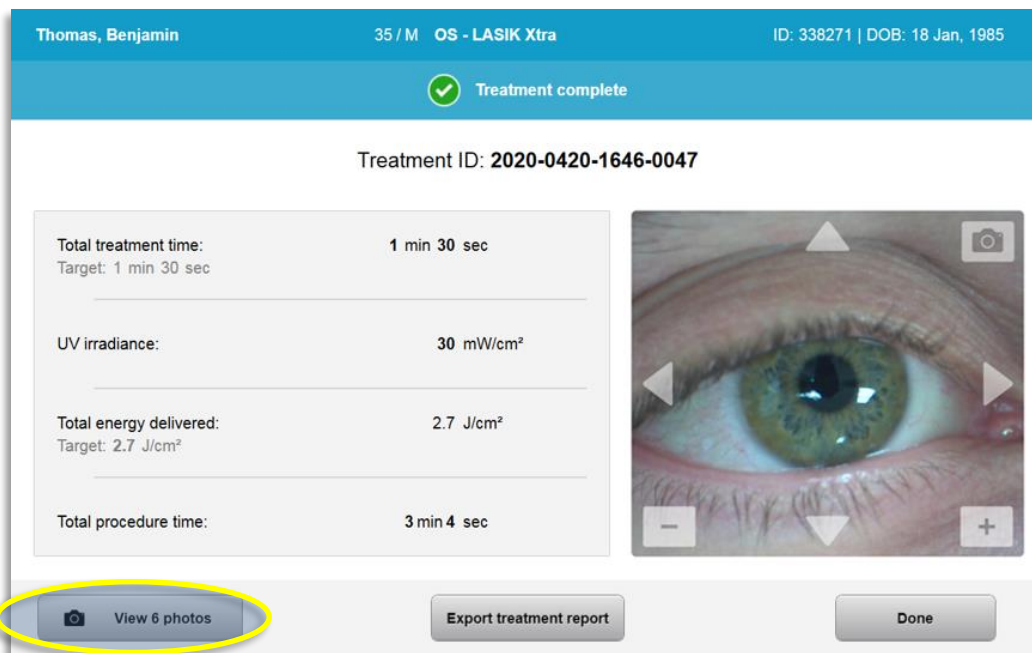 Thomas, Benjamin 35 / M OS - LASIK Xtra ID: 338271 | DOB: 18 Jan, 1985
Treatment complete
Treatment ID: 2020-0420-1646-0047
Total treatment time: 1 min 30 sec
Target: 1 min 30 sec
UV irradiance: 30 mW/cm²
Total energy delivered: 2.7 J/cm²
Target: 2.7 J/cm²
Total procedure time: 3 min 4 sec
View 6 photos Export treatment report Done